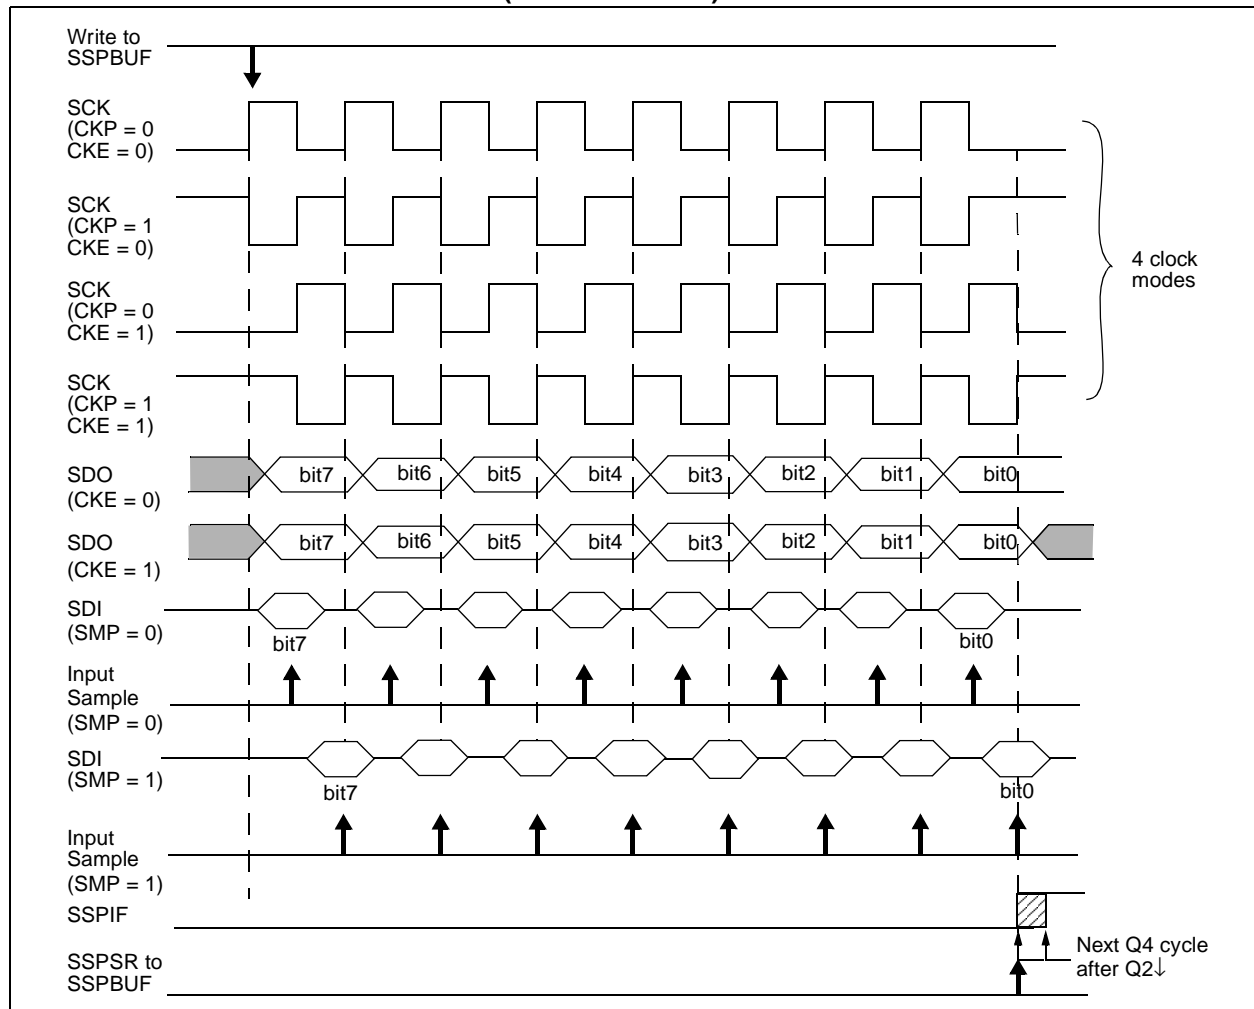 Write to
SSPBUF
SCK
(CKP = 0
CKE = 0)
SCK
(CKP = 1
CKE = 0)
4 clock
modes
SCK
(CKP = 0
CKE = 1)
SCK
(CKP = 1
CKE = 1)
SDO
(CKE = 0)
bit7 bit6 bit5 bit4 bit3 bit2 bit1 bit0
SDO
(CKE = 1)
bit7 bit6 bit5 bit4 bit3 bit2 bit1 bit0
SDI
(SMP = 0)
bit7 bit0
Input
Sample
(SMP = 0)
SDI
(SMP = 1)
bit7 bit0
Input
Sample
(SMP = 1)
SSPIF
Next Q4 cycle
after Q2↓
SSPSR to
SSPBUF